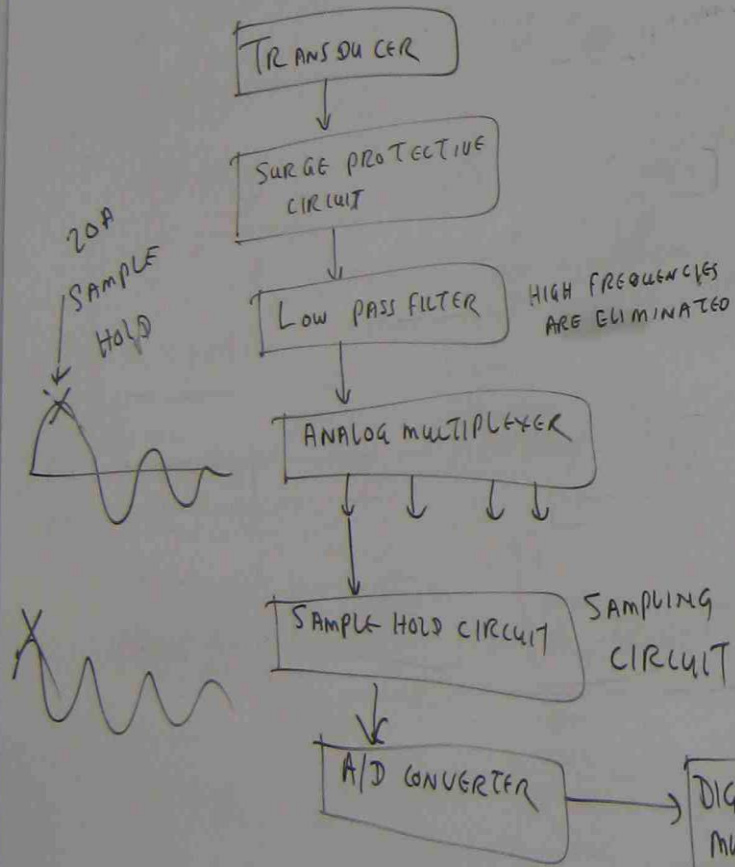 TRANSDUCER
SURGE PROTECTIVE
CIRCUIT
20A
SAMPLE
HOLD
LOW PASS FILTER
HIGH FREQUENCIES
ARE ELIMINATED
ANALOG MULTIPLEXER
SAMPLE HOLD CIRCUIT
SAMPLING
CIRCUIT
A/D CONVERTER